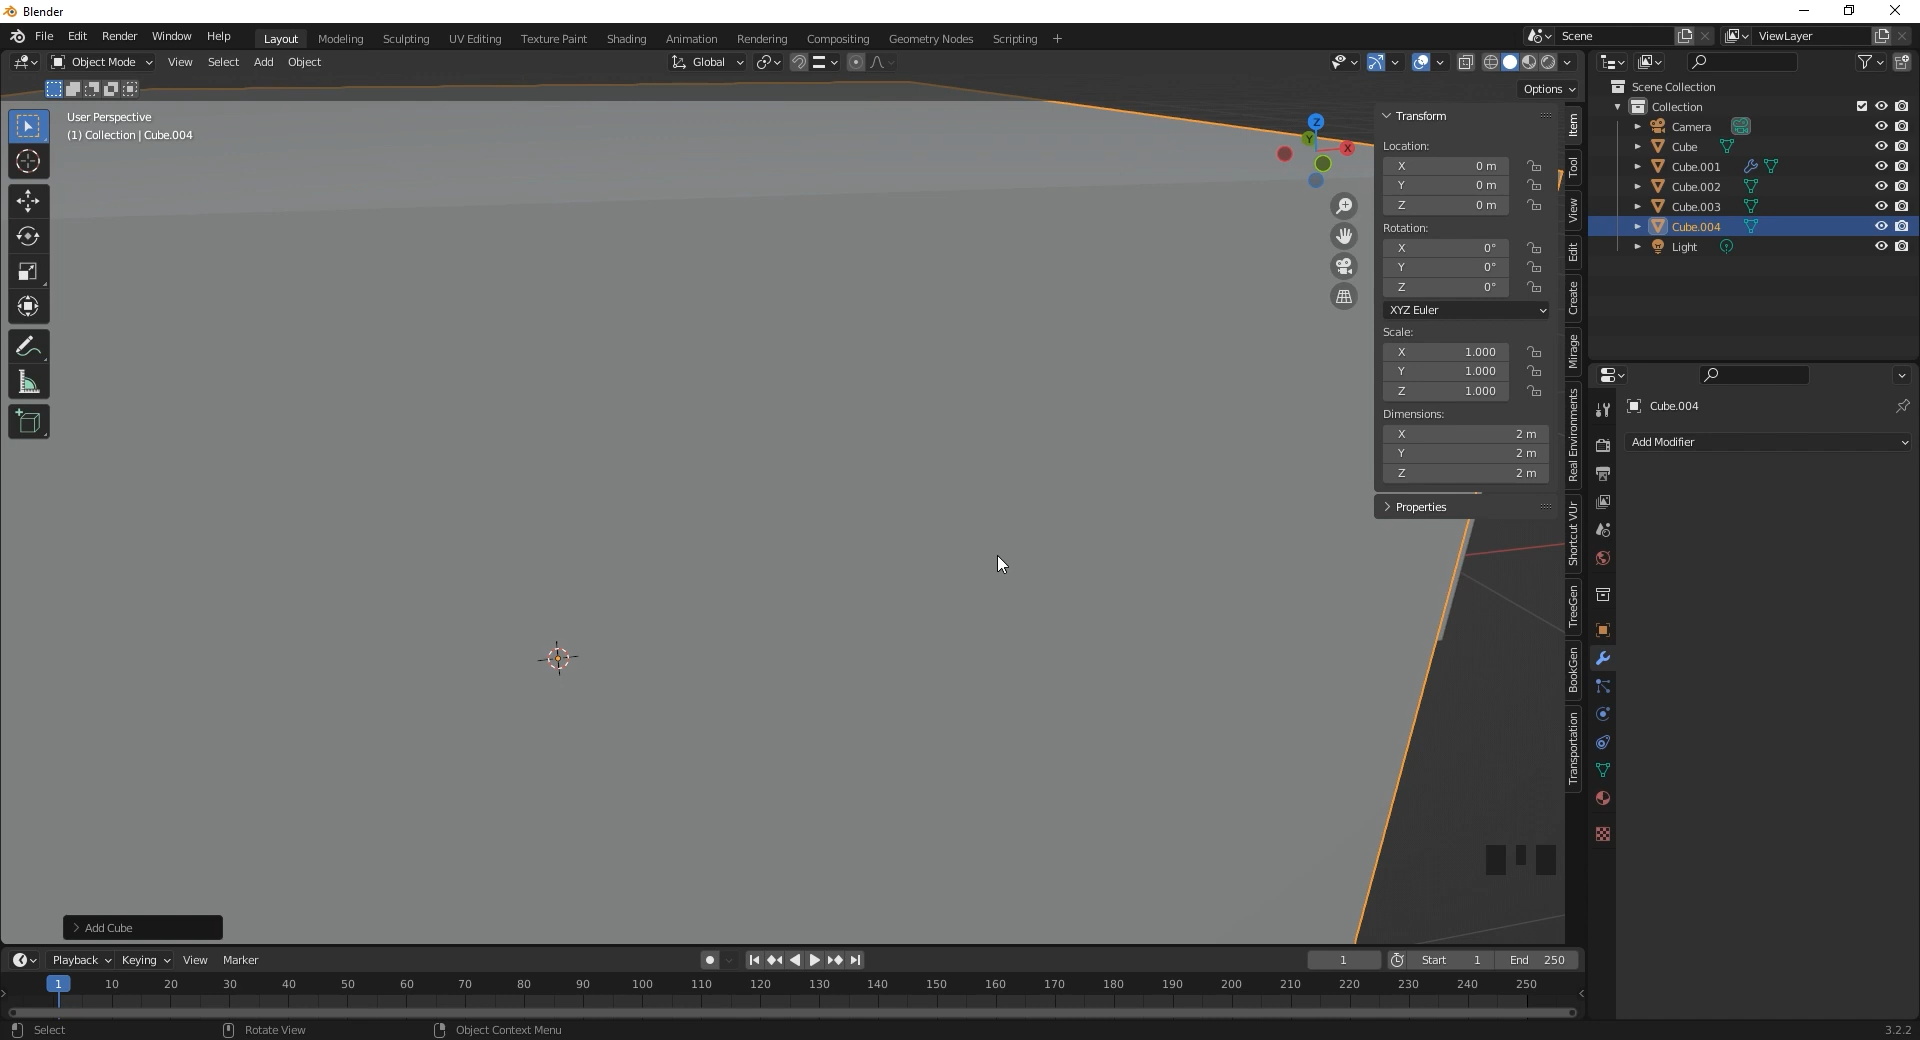 Blender
File Edit Render Window Help Layout Modeling Sculpting UV Editing Texture Paint Shading Animation Rendering Compositing Geometry Nodes Scripting + Scene ViewLayer
Object Mode View Select Add Object Global
Options
User Perspective
(1) Collection | Cube.004
Z
Y
X
Transform
Location:
X 0 m
Y 0 m
Z 0 m
Rotation:
X 0°
Y 0°
Z 0°
XYZ Euler
Scale:
X 1.000
Y 1.000
Z 1.000
Dimensions:
X 2 m
Y 2 m
Z 2 m
Properties
Item
Tool
View
Edit
Create
Mirage
Real Environments
Shortcut VUr
TreeGen
BookGen
Transportation
Scene Collection
Collection
Camera
Cube
Cube.001
Cube.002
Cube.003
Cube.004
Light
Cube.004
Add Modifier
Add Cube
Playback Keying View Marker 1 Start 1 End 250
1 10 20 30 40 50 60 70 80 90 100 110 120 130 140 150 160 170 180 190 200 210 220 230 240 250
Select Rotate View Object Context Menu 3.2.2